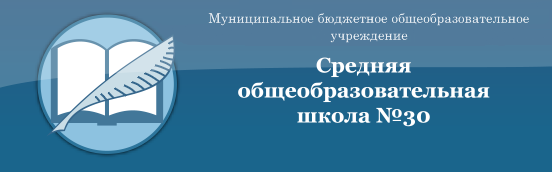 Муниципальное бюджетное общеобразовательное
учреждение
Средняя
общеобразовательная
школа №30